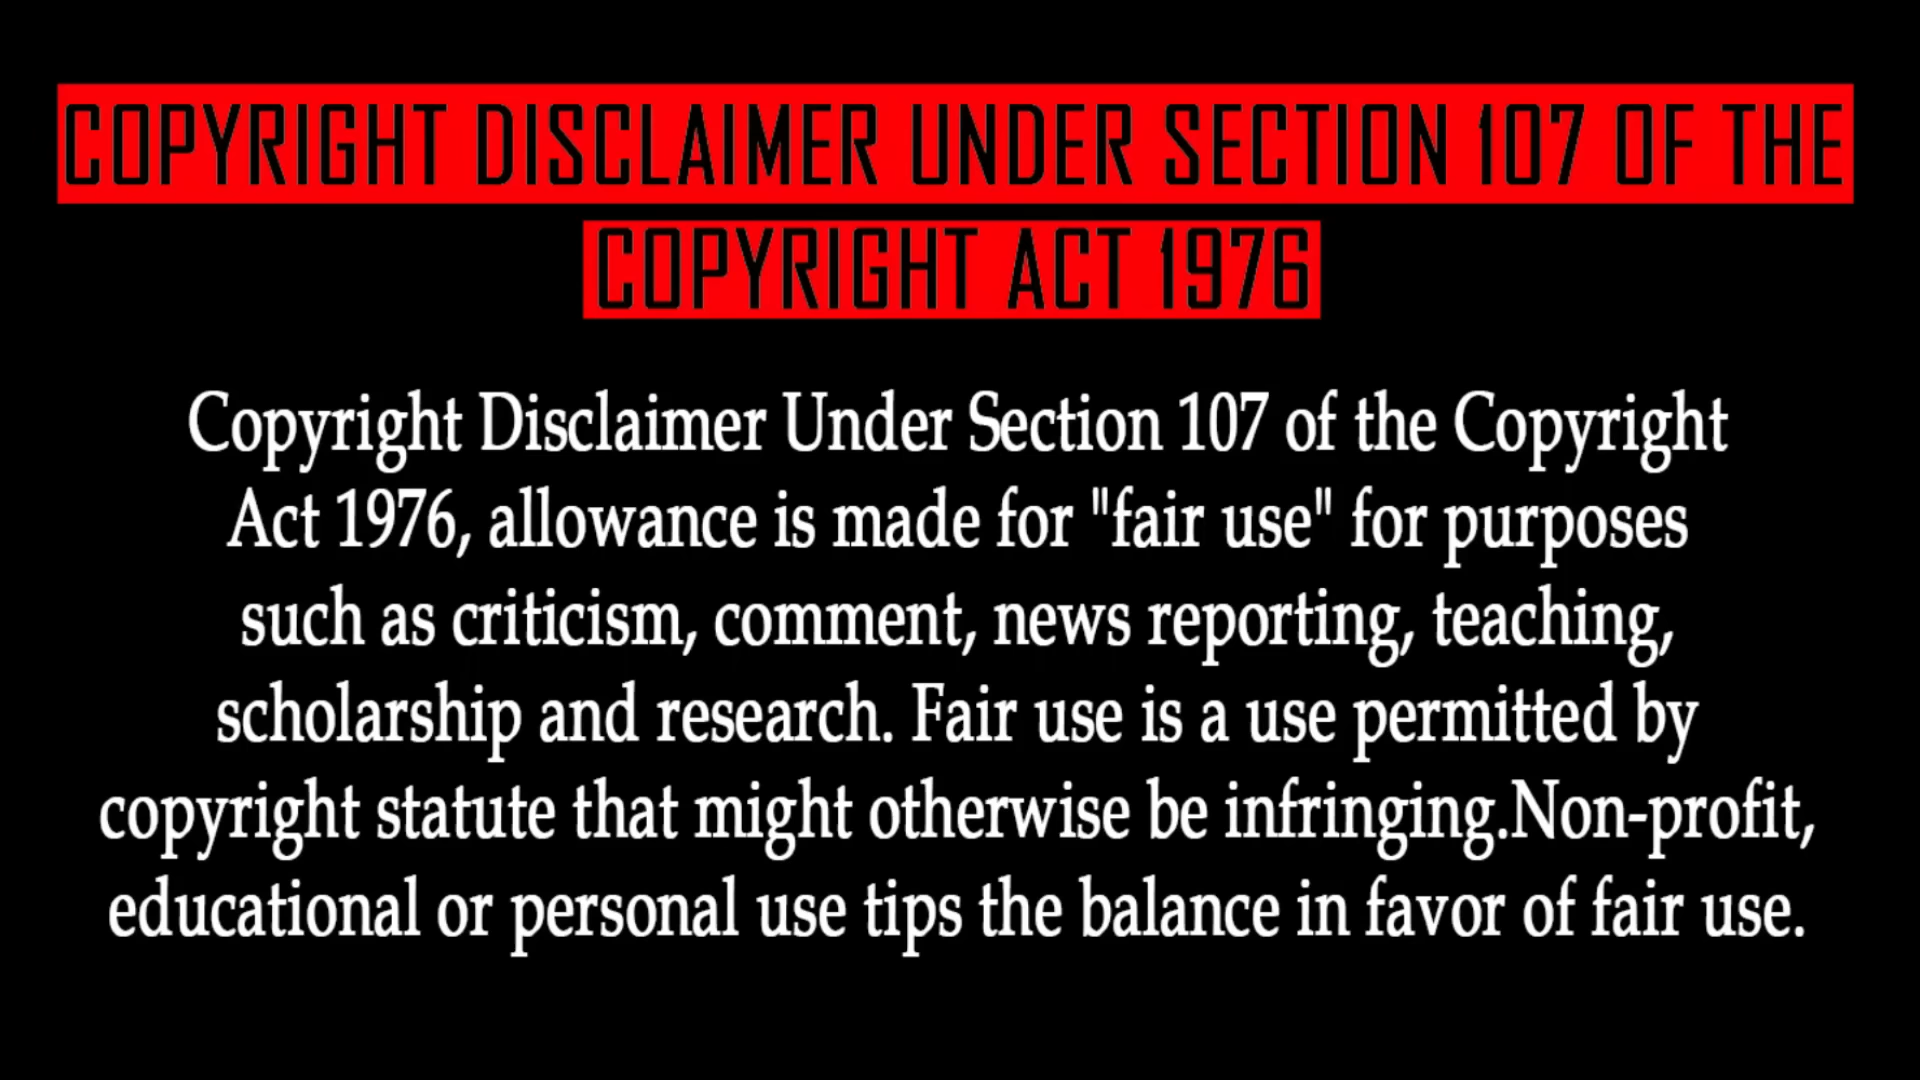 COPYRIGHT DISCLAIMER UNDER SECTION 107 OF THE
COPYRIGHT ACT 1976
Copyright Disclaimer Under Section 107 of the Copyright
Act 1976, allowance is made for "fair use" for purposes
such as criticism, comment, news reporting, teaching,
scholarship and research. Fair use is a use permitted by
copyright statute that might otherwise be infringing.Non-profit,
educational or personal use tips the balance in favor of fair use.